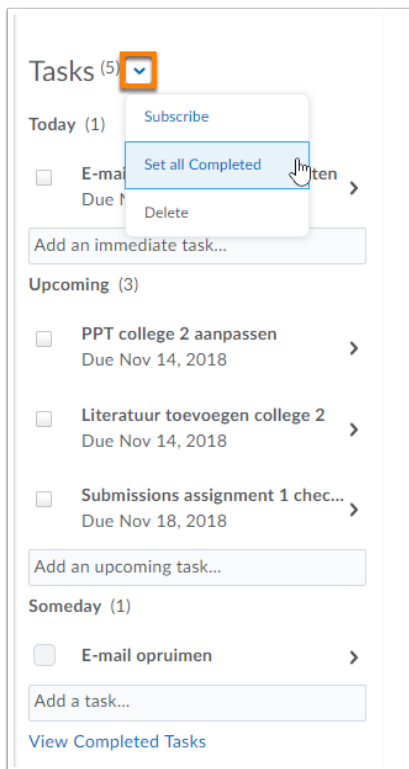 Tasks (5)
Today (1)
Subscribe
Set all Completed
Delete
Due
Add an immediate task...
Upcoming (3)
PPT college 2 aanpassen
Due Nov 14, 2018
Literatuur toevoegen college 2
Due Nov 14, 2018
Submissions assignment 1 chec...
Due Nov 18, 2018
Add an upcoming task...
Someday (1)
E-mail opruimen
Add a task...
View Completed Tasks